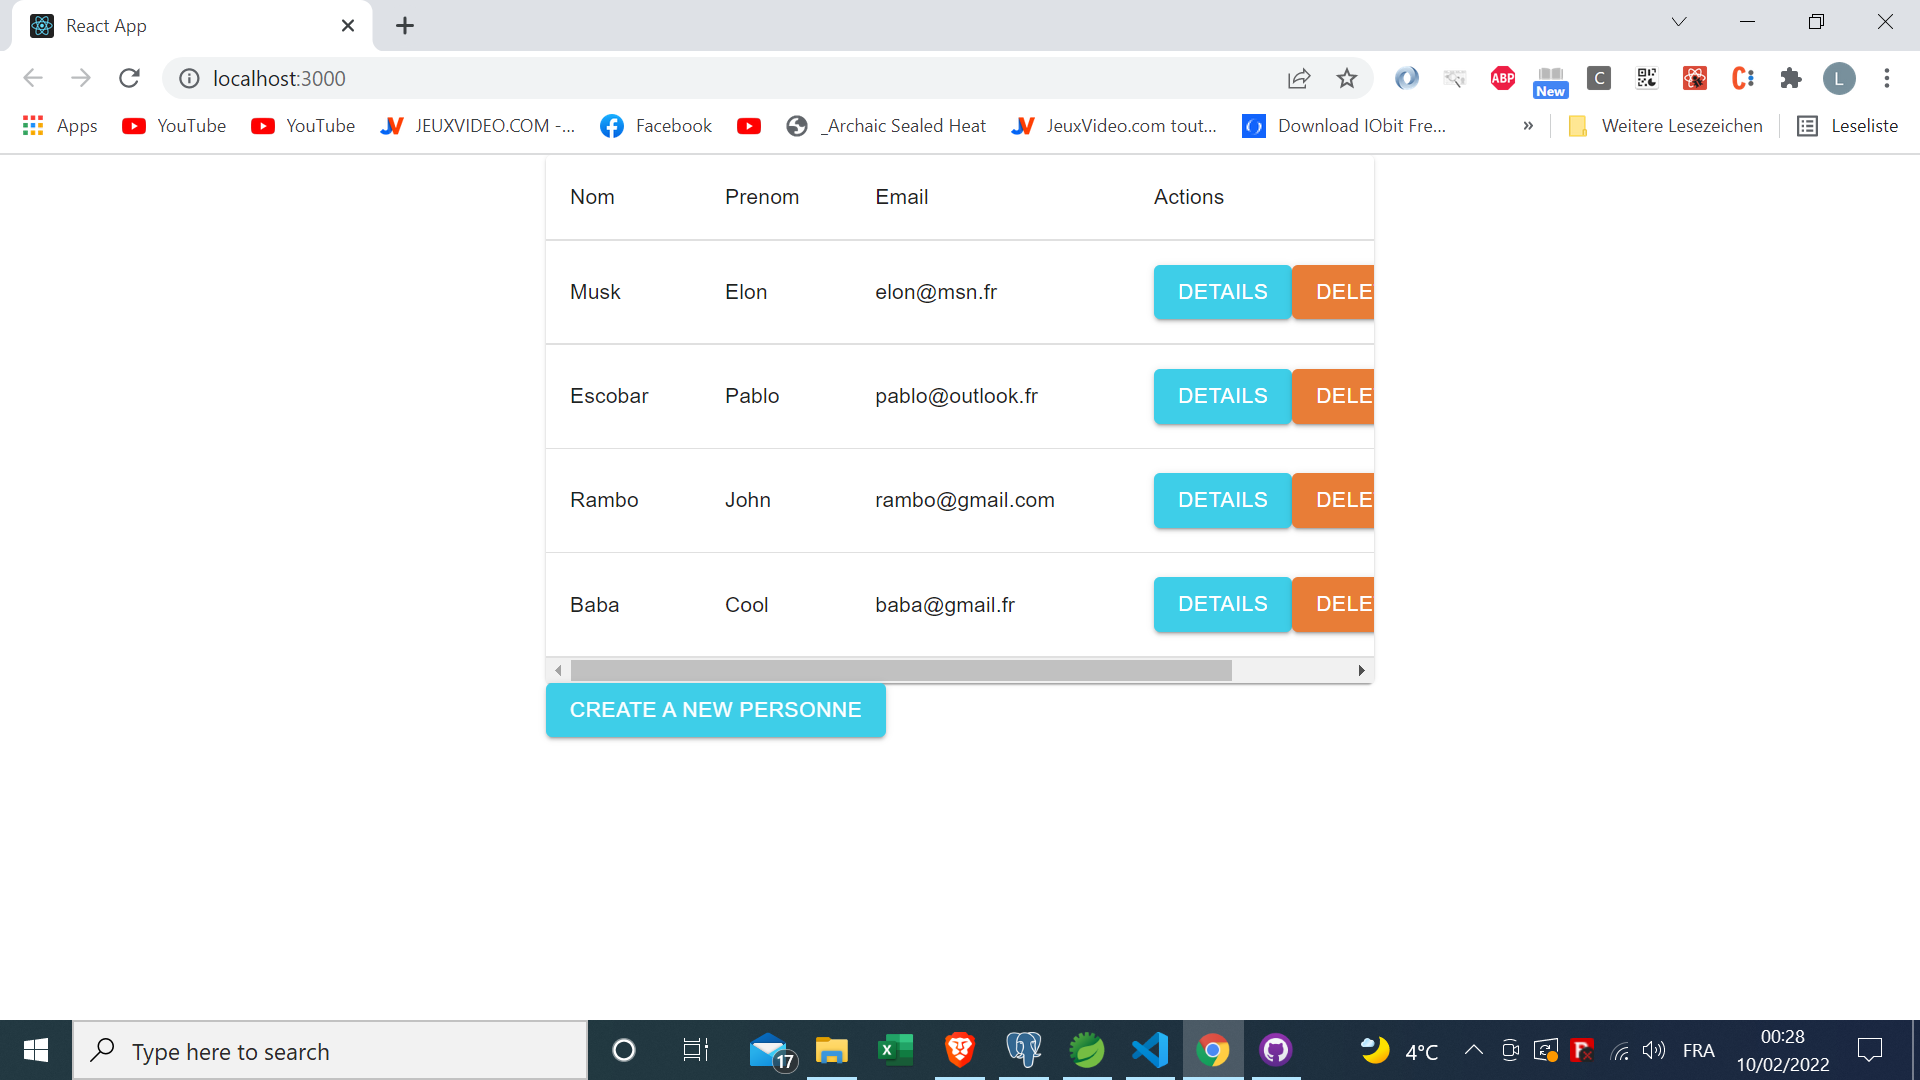 React App
localhost:3000
ABP
New
C
L
Apps
YouTube
YouTube
JEUXVIDEO.COM -...
Facebook
_Archaic Sealed Heat
JeuxVideo.com tout...
Download IObit Fre...
»
Weitere Lesezeichen
Leseliste
Nom Prenom Email Actions
Musk Elon elon@msn.fr DETAILS DELE
Escobar Pablo pablo@outlook.fr DETAILS DELE
Rambo John rambo@gmail.com DETAILS DELE
Baba Cool baba@gmail.fr DETAILS DELE
CREATE A NEW PERSONNE
Type here to search
17
4°C
FRA
00:28
10/02/2022